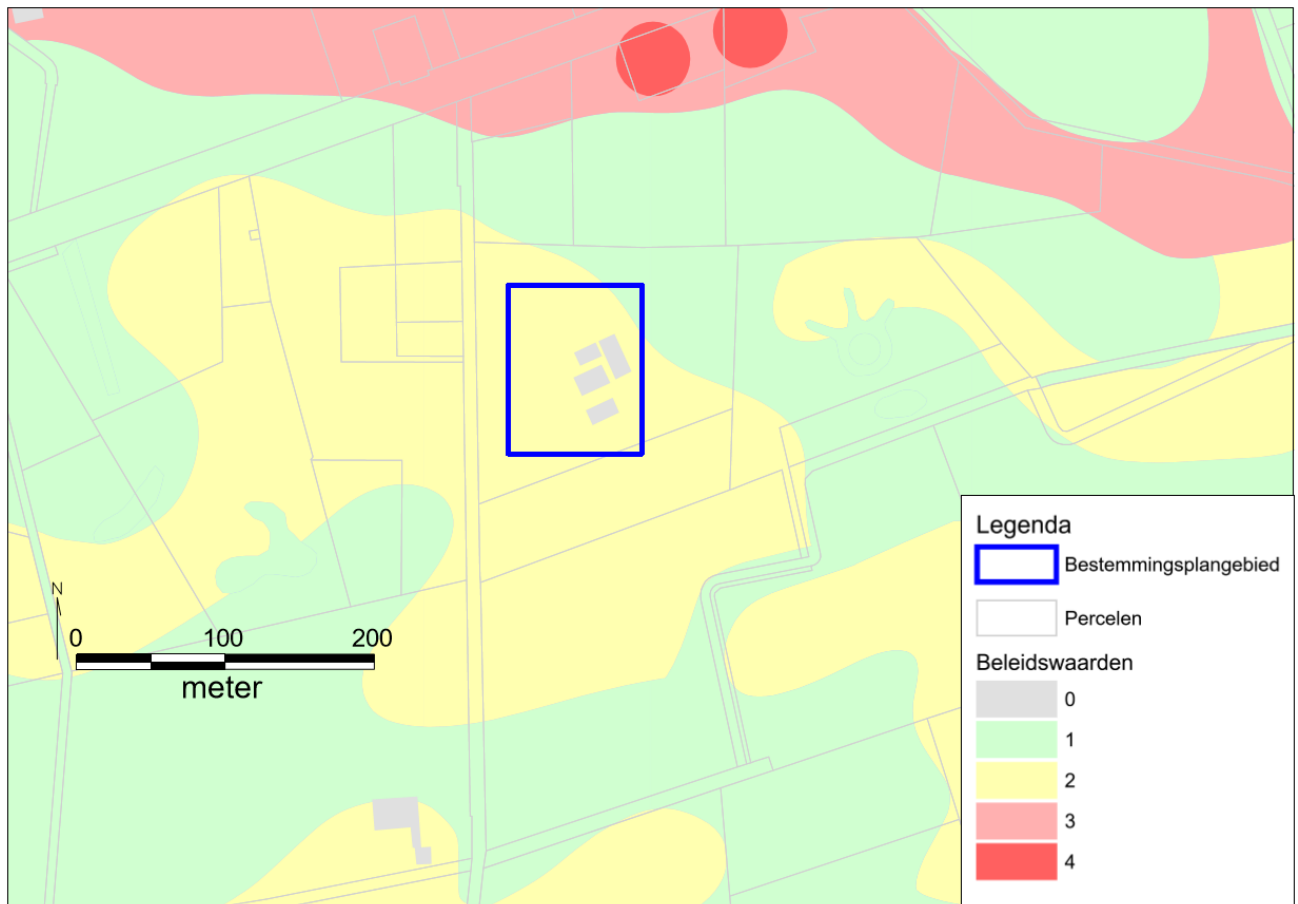 N
0 100 200
meter
Legenda
Bestemmingsplangebied
Percelen
Beleidswaarden
0
1
2
3
4